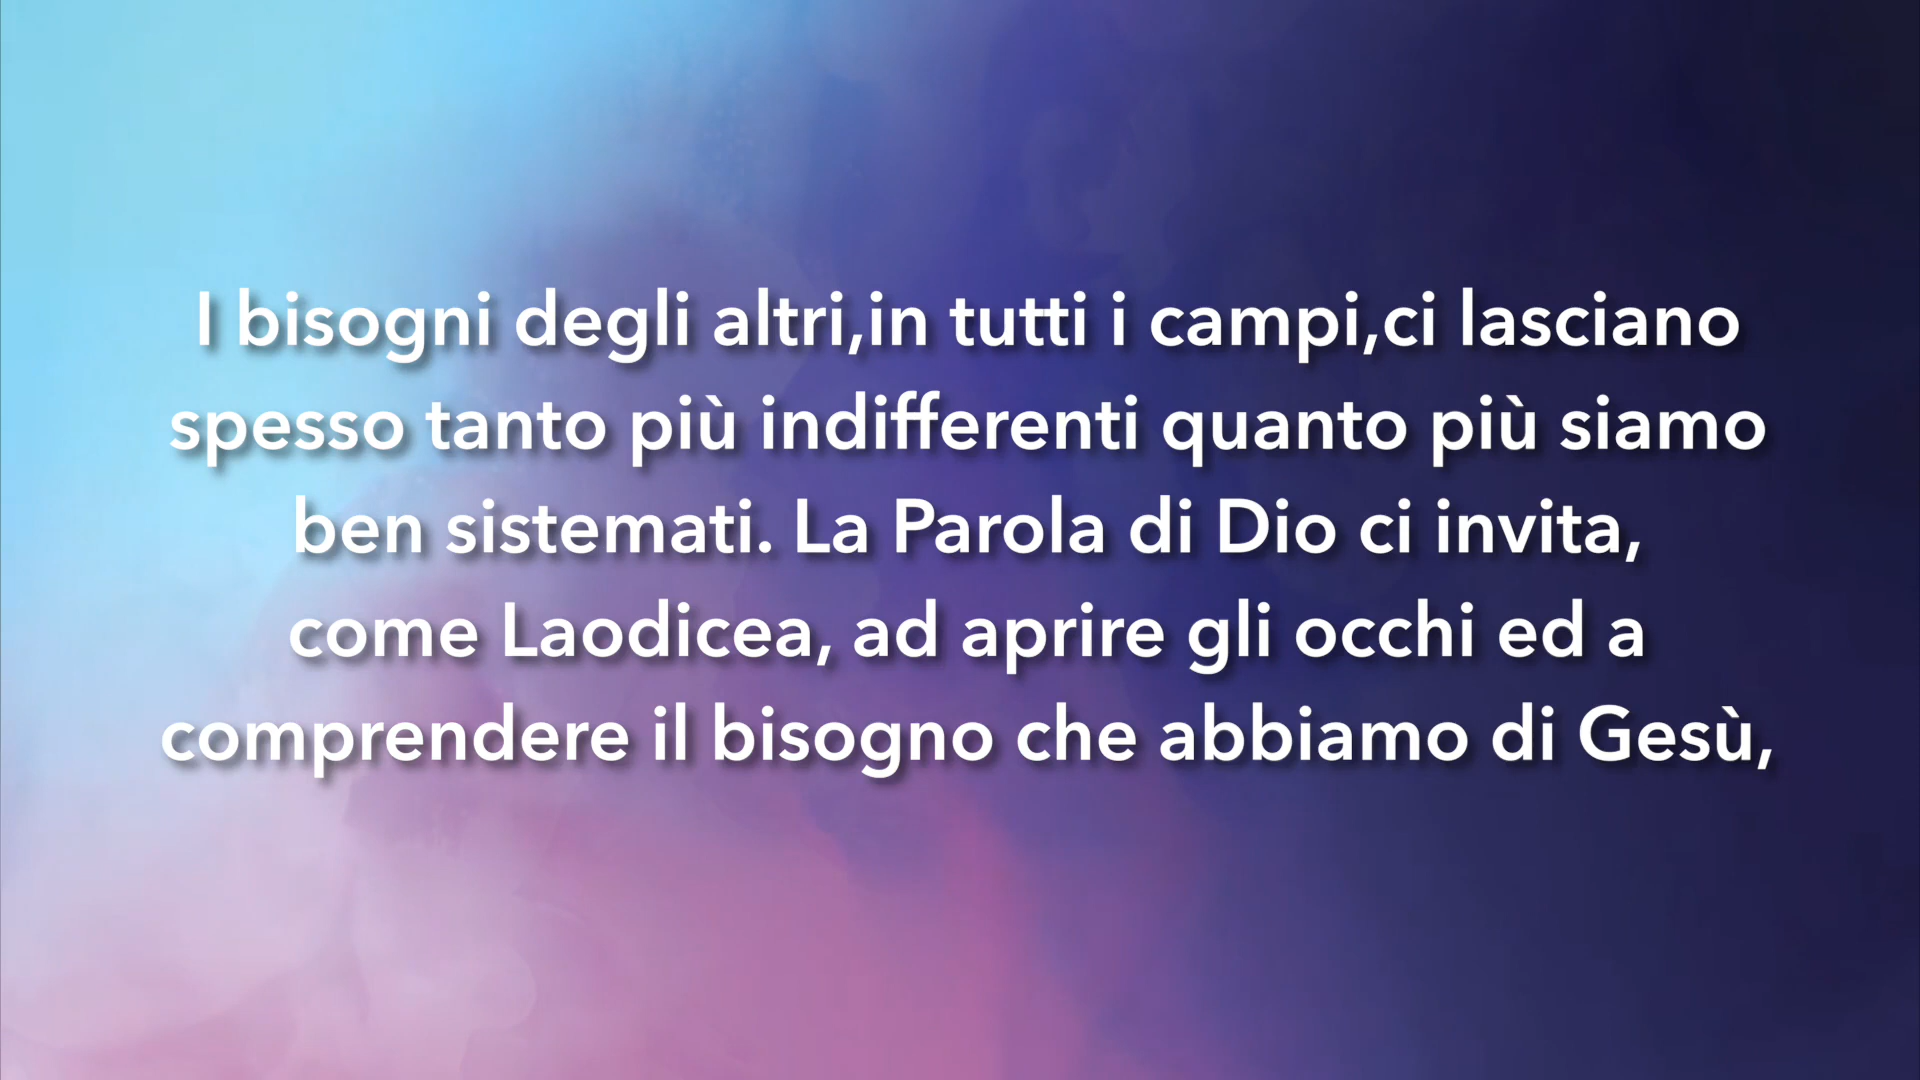 I bisogni degli altri,in tutti i campi,ci lasciano
spesso tanto più indifferenti quanto più siamo
ben sistemati. La Parola di Dio ci invita,
come Laodicea, ad aprire gli occhi ed a
comprendere il bisogno che abbiamo di Gesù,